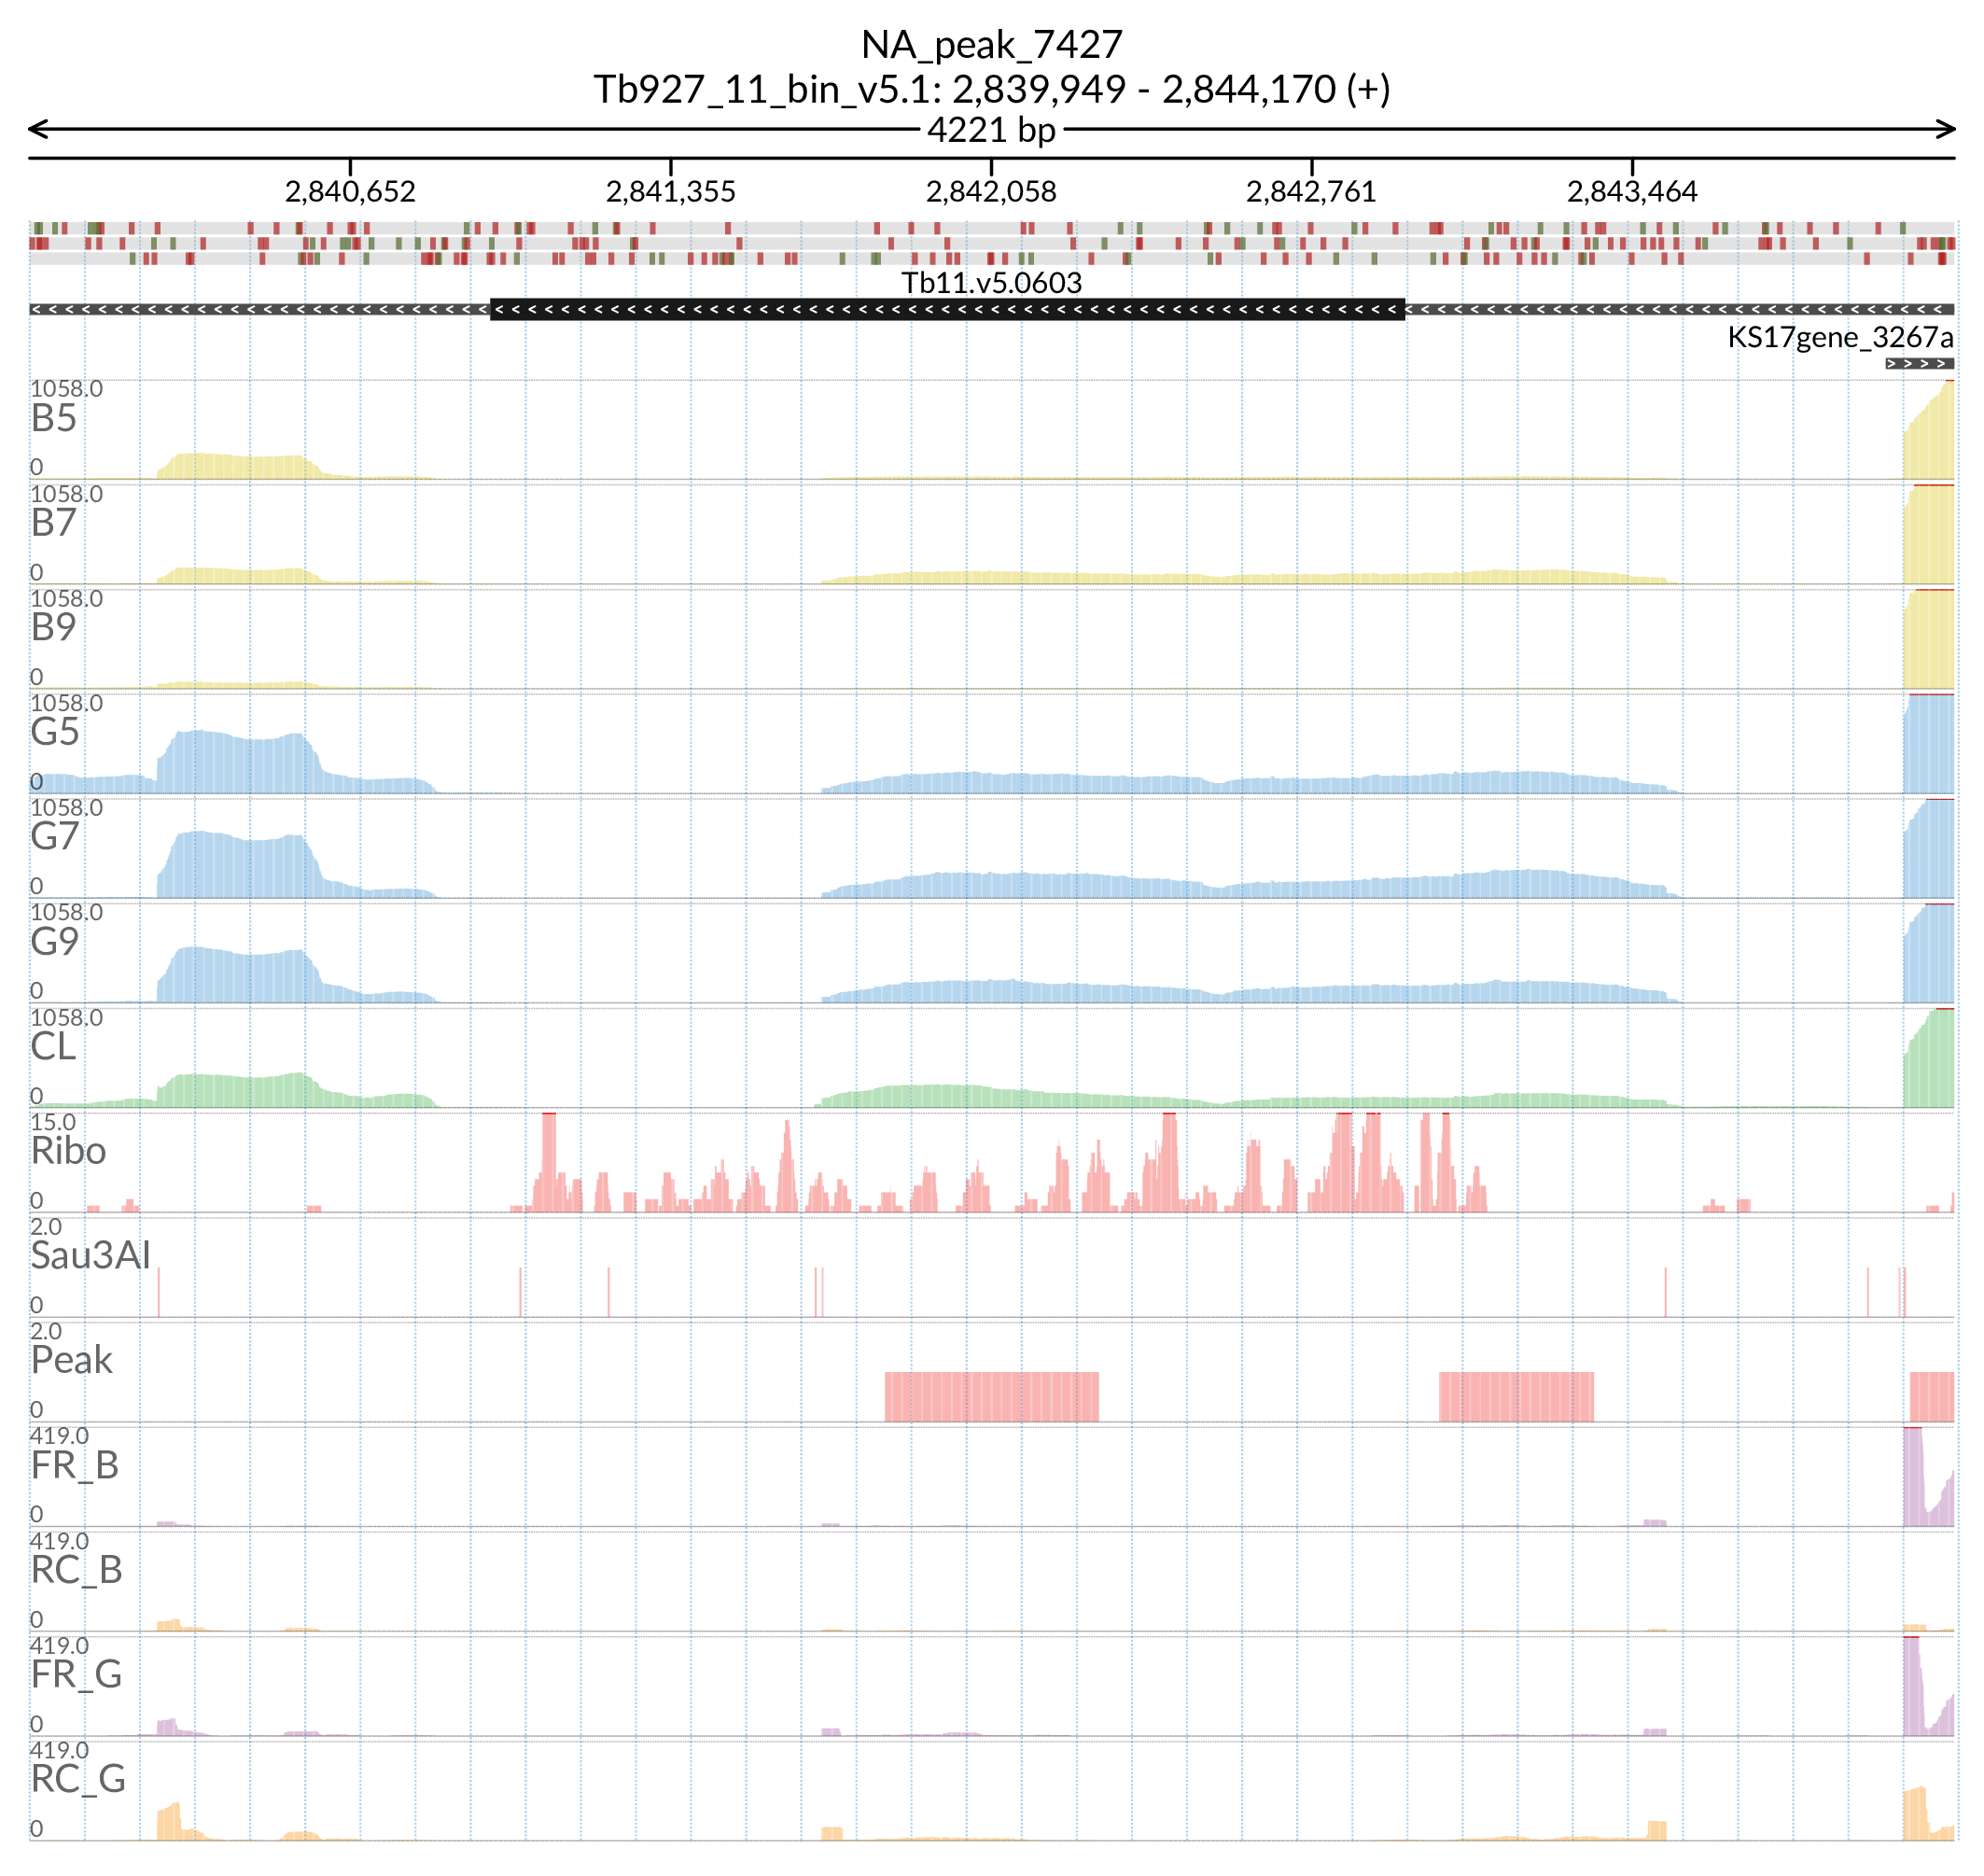 NA_peak_7427
Tb927_11_bin_v5.1: 2,839,949 - 2,844,170 (+)
4221 bp
2,840,652 2,841,355 2,842,058 2,842,761 2,843,464
Tb11.v5.0603
KS17gene_3267a
1058.0
B5
0
1058.0
B7
0
1058.0
B9
0
1058.0
G5
0
1058.0
G7
0
1058.0
G9
0
1058.0
CL
0
15.0
Ribo
0
2.0
Sau3AI
0
2.0
Peak
0
419.0
FR_B
0
419.0
RC_B
0
419.0
FR_G
0
419.0
RC_G
0